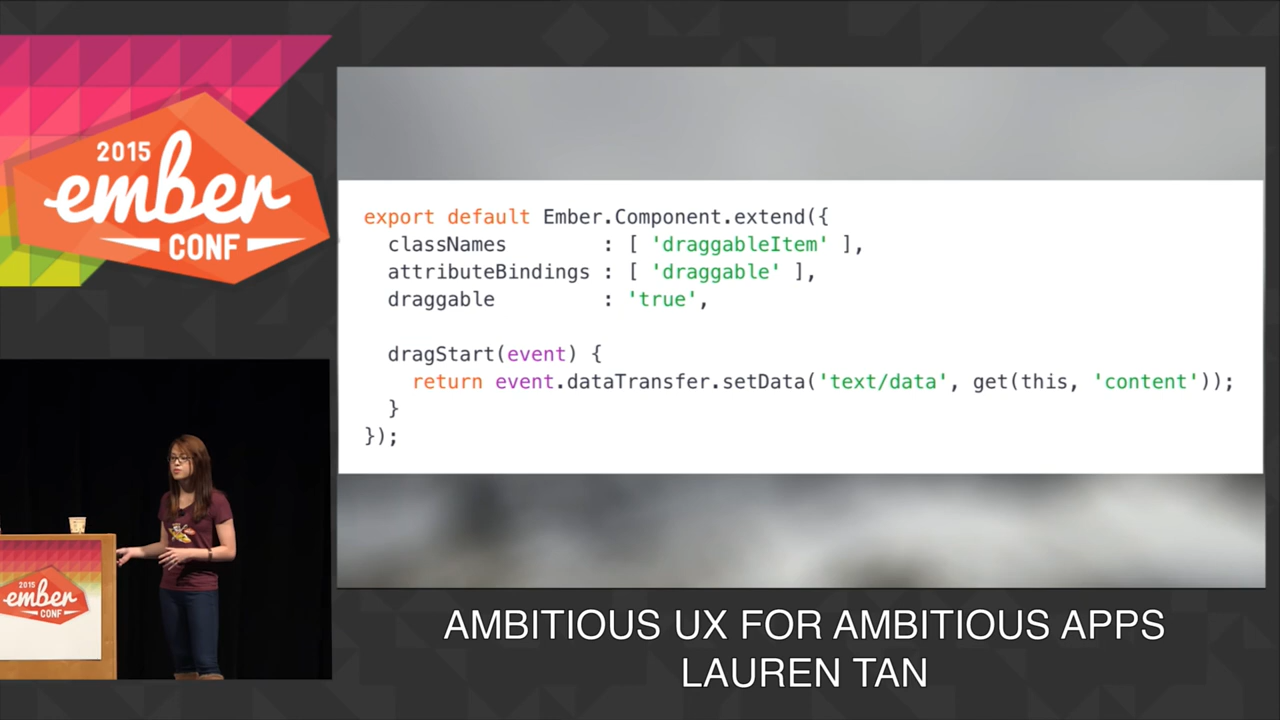 2015
ember
CONF
export default Ember.Component.extend({
  classNames        : [ 'draggableItem' ],
  attributeBindings : [ 'draggable' ],
  draggable         : 'true',
  dragStart(event) {
    return event.dataTransfer.setData('text/data', get(this, 'content'));
  }
});
2015
ember
CONF
AMBITIOUS UX FOR AMBITIOUS APPS
LAUREN TAN